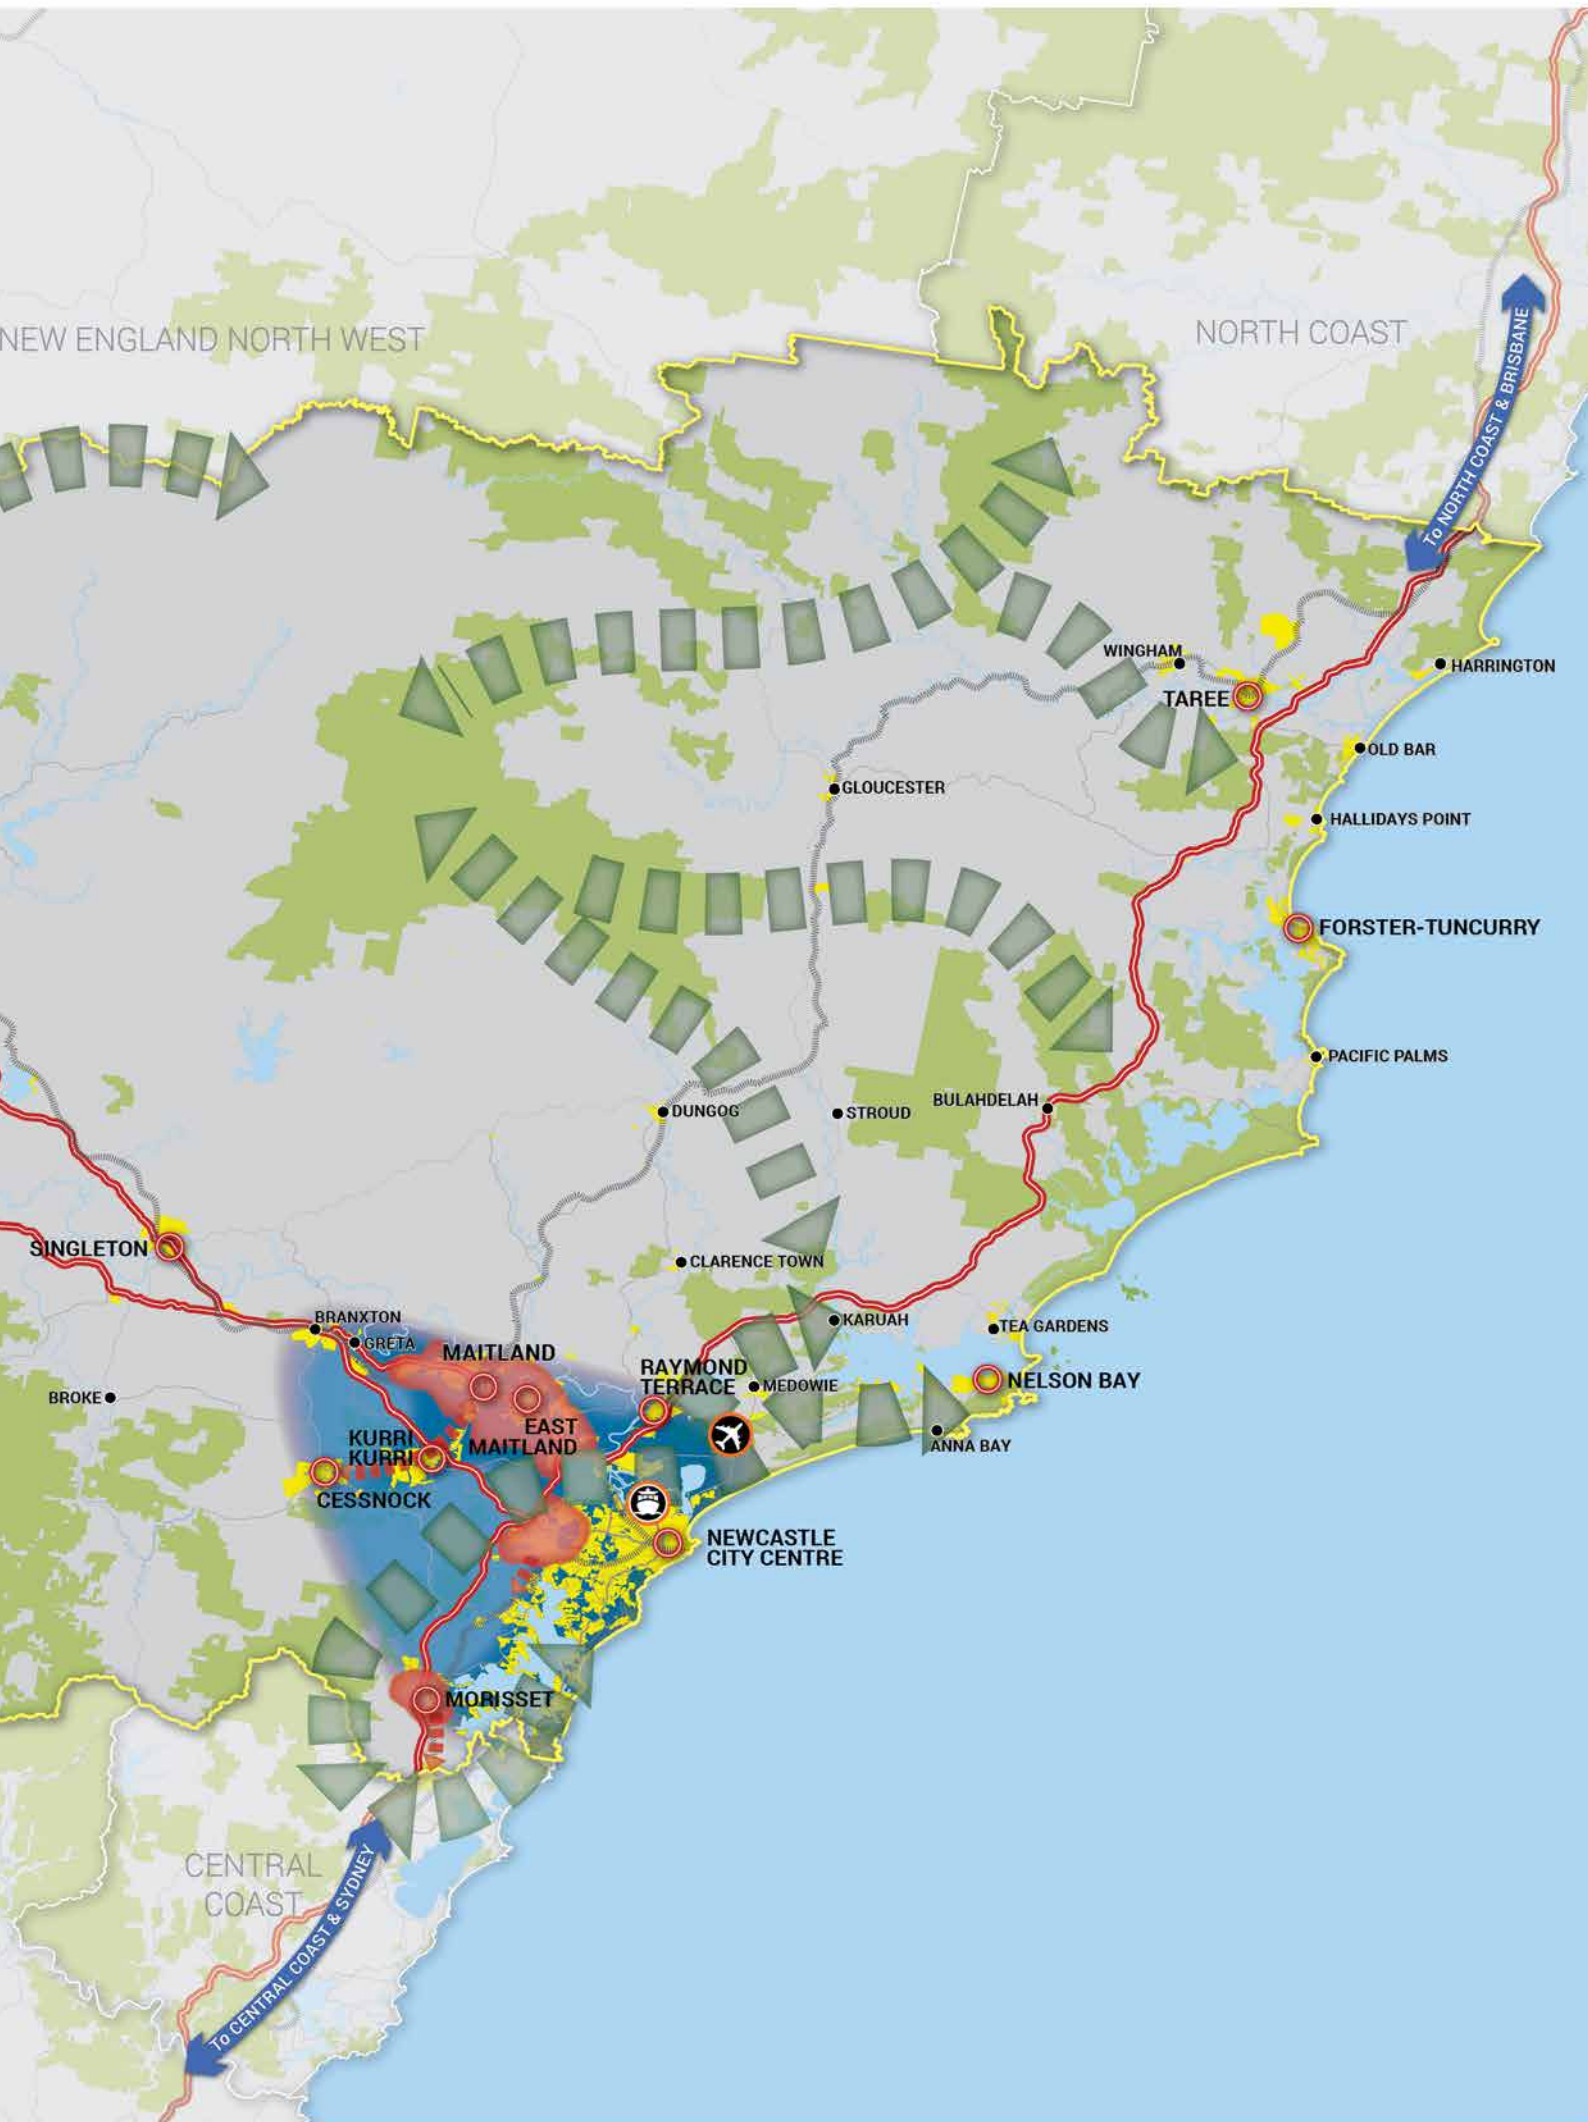 NEW ENGLAND NORTH WEST
NORTH COAST
To NORTH COAST & BRISBANE
WINGHAM
HARRINGTON
TAREE
OLD BAR
GLOUCESTER
HALLIDAYS POINT
FORSTER-TUNCURRY
PACIFIC PALMS
DUNGOG
STROUD
BULAHDELAH
SINGLETON
CLARENCE TOWN
BRANXTON
KARUAH
TEA GARDENS
GRETA
MAITLAND
RAYMOND
TERRACE
MEDOWIE
NELSON BAY
BROKE
EAST
MAITLAND
KURRI
KURRI
ANNA BAY
CESSNOCK
NEWCASTLE
CITY CENTRE
MORISSET
CENTRAL
COAST
To CENTRAL COAST & SYDNEY